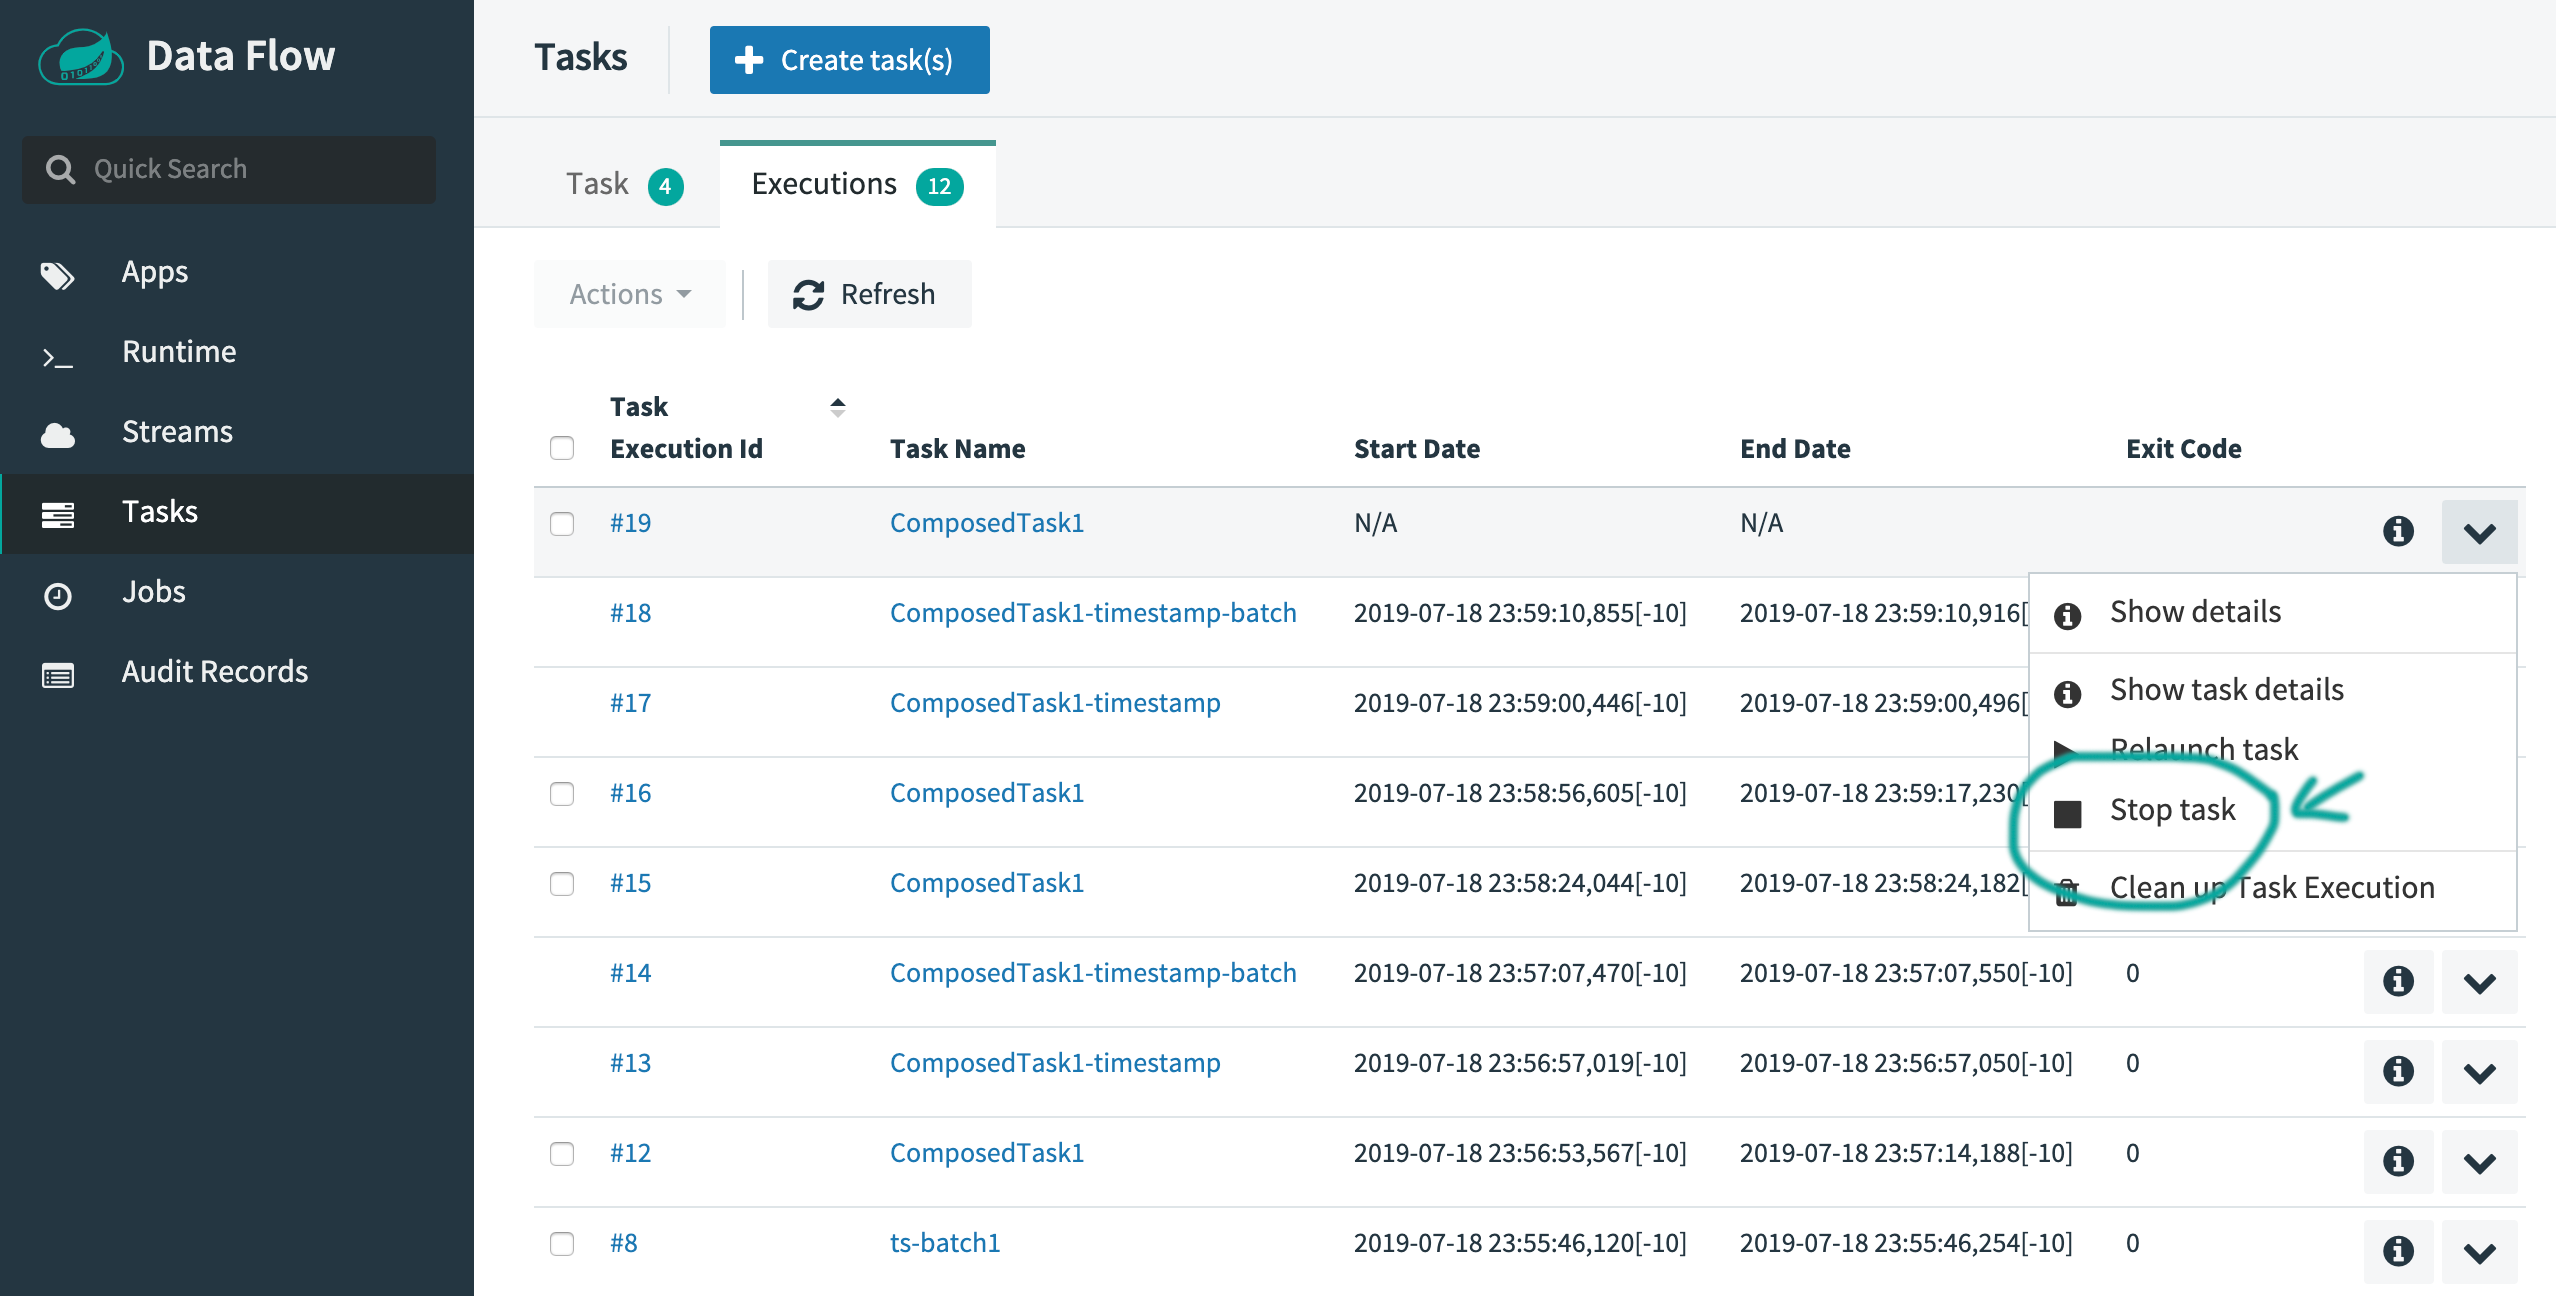 Data Flow
Quick Search
Apps
Runtime
Streams
Tasks
Jobs
Audit Records
Tasks
Create task(s)
Task 4
Executions 12
Actions
Refresh
Task Execution Id Task Name Start Date End Date Exit Code
#19 ComposedTask1 N/A N/A
#18 ComposedTask1-timestamp-batch 2019-07-18 23:59:10,855[-10] 2019-07-18 23:59:10,916[
#17 ComposedTask1-timestamp 2019-07-18 23:59:00,446[-10] 2019-07-18 23:59:00,496[
#16 ComposedTask1 2019-07-18 23:58:56,605[-10] 2019-07-18 23:59:17,230[
#15 ComposedTask1 2019-07-18 23:58:24,044[-10] 2019-07-18 23:58:24,182[
Show details
Show task details
Relaunch task
Stop task
Clean up Task Execution
#14 ComposedTask1-timestamp-batch 2019-07-18 23:57:07,470[-10] 2019-07-18 23:57:07,550[-10] 0
#13 ComposedTask1-timestamp 2019-07-18 23:56:57,019[-10] 2019-07-18 23:56:57,050[-10] 0
#12 ComposedTask1 2019-07-18 23:56:53,567[-10] 2019-07-18 23:57:14,188[-10] 0
#8 ts-batch1 2019-07-18 23:55:46,120[-10] 2019-07-18 23:55:46,254[-10] 0